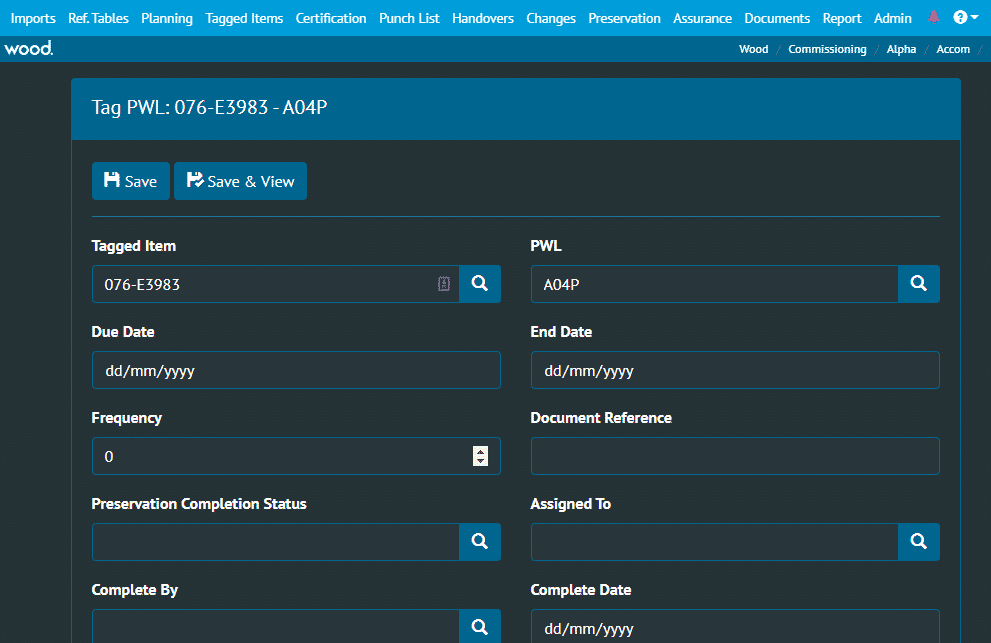 Imports Ref. Tables Planning Tagged Items Certification Punch List Handovers Changes Preservation Assurance Documents Report Admin ?
wood. Wood / Commissioning / Alpha / Accom /
Tag PWL: 076-E3983 - A04P
Save Save & View
Tagged Item PWL
076-E3983 A04P
Due Date End Date
dd/mm/yyyy dd/mm/yyyy
Frequency Document Reference
0
Preservation Completion Status Assigned To
Complete By Complete Date
dd/mm/yyyy